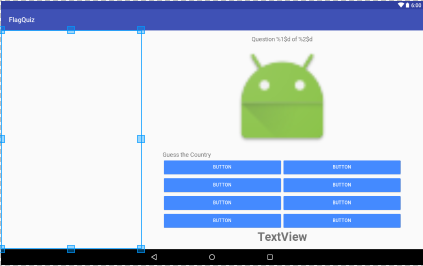 6:00
FlagQuiz
Question %1$d of %2$d
Guess the Country
BUTTON BUTTON
BUTTON BUTTON
BUTTON BUTTON
BUTTON BUTTON
TextView